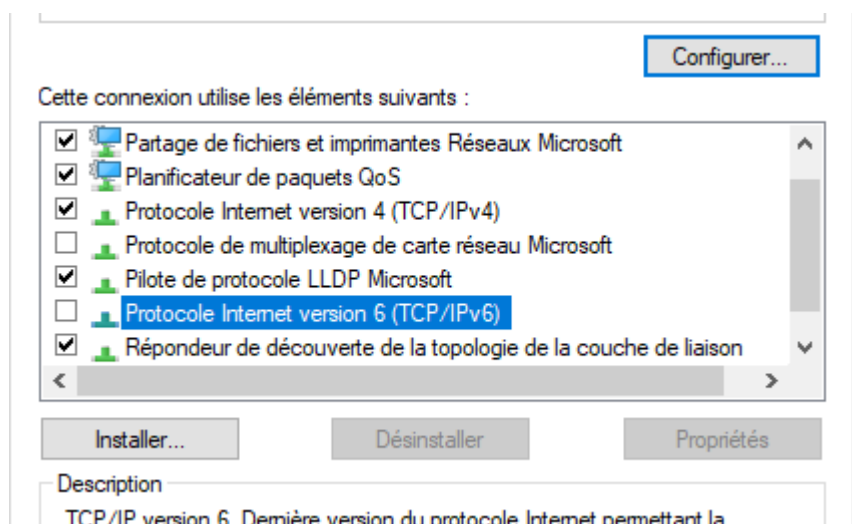 Configurer...
Cette connexion utilise les éléments suivants :
Partage de fichiers et imprimantes Réseaux Microsoft
Planificateur de paquets QoS
Protocole Internet version 4 (TCP/IPv4)
Protocole de multiplexage de carte réseau Microsoft
Pilote de protocole LLDP Microsoft
Protocole Internet version 6 (TCP/IPv6)
Répondeur de découverte de la topologie de la couche de liaison
Installer...
Désinstaller
Propriétés
Description
TCP/IP version 6. Dernière version du protocole Internet permettant la